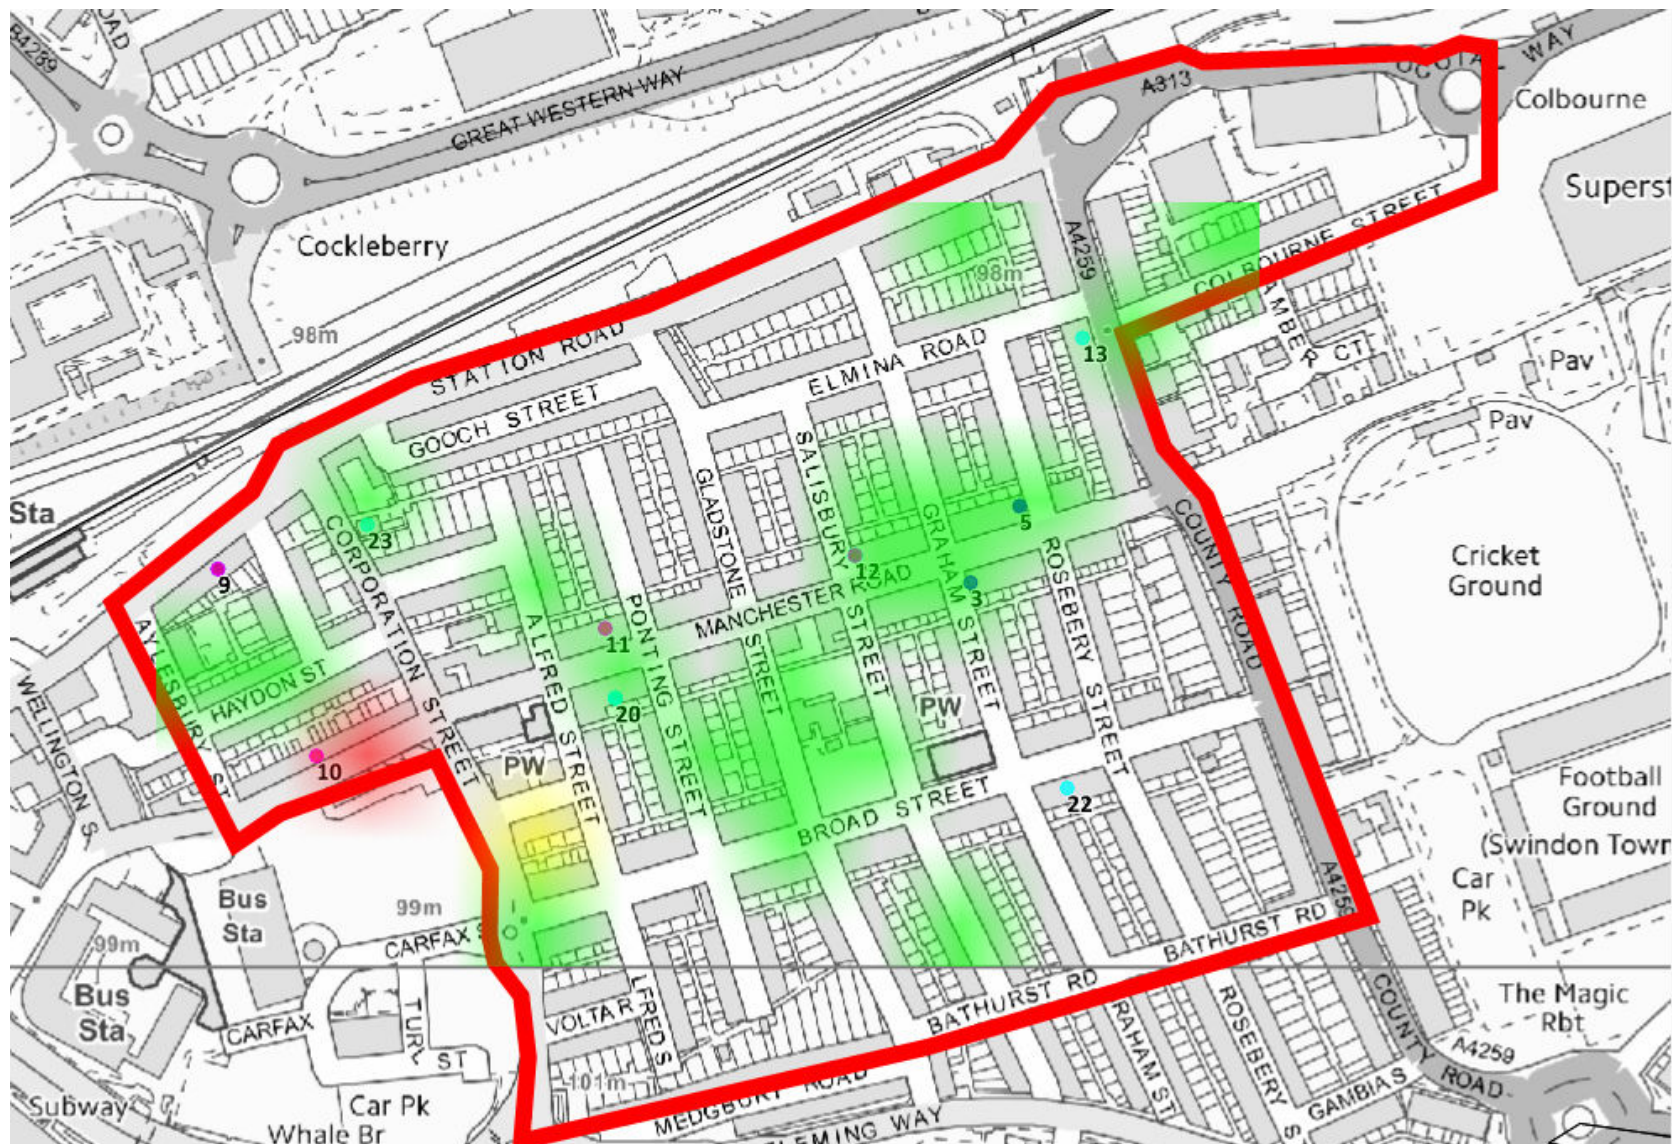 B4289
OAD
GREAT WESTERN WAY
A313
OCOTAL WAY
Colbourne
Superst
Cockleberry
98m
A4259
98m
COLBOURNE STREET
AMBER CT
Pav
Pav
STATION ROAD
GOOCH STREET
ELMINA ROAD
13
Sta
SALISBURY STREET
GLADSTONE STREET
GRAHAM STREET
5
COUNTY ROAD
Cricket
Ground
23
CORPORATION STREET
9
12
MANCHESTER ROAD
3
ROSEBERY STREET
ALFRED STREET
PONTING STREET
11
AYLESBURY ST
HAYDON ST
WELLINGTON S
20
PW
PW
10
22
BROAD STREET
Football
Ground
(Swindon Town
Car
Pk
A4259
Bus
Sta
99m
CARFAX S
99m
Bus
Sta
BATHURST RD
BATHURST RD
CARFAX
TURL
ST
VOLTA R
LFRED S
RAHAM ST
ROSEBERY S
COUNTY ROAD
The Magic
Rbt
A4259
101m
MEDGBURY ROAD
GAMBIA S
Subway
Car Pk
Whale Br
LEMING WAY